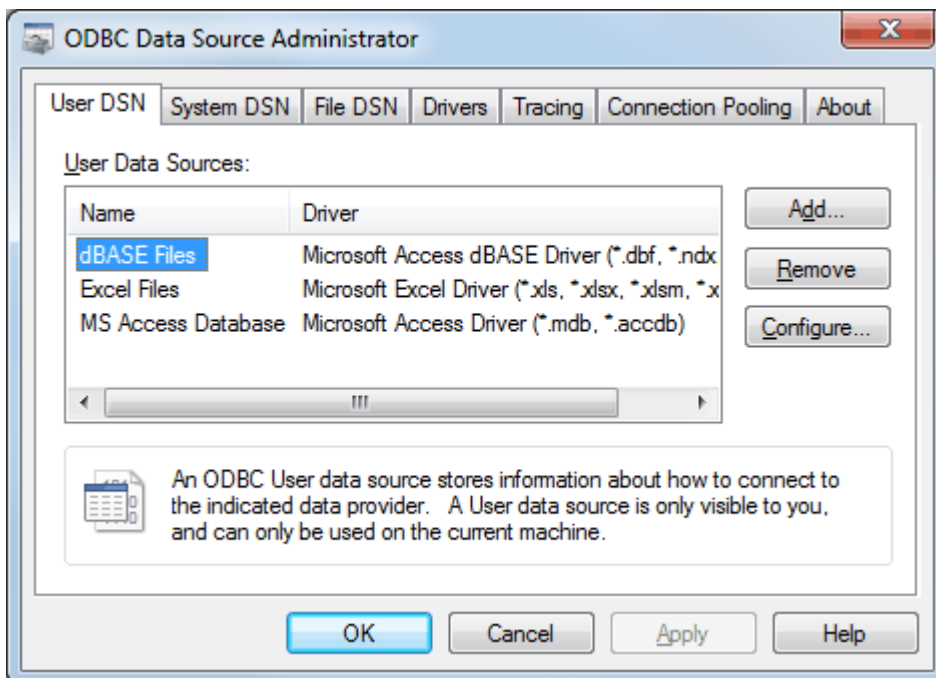 ODBC Data Source Administrator
User DSN System DSN File DSN Drivers Tracing Connection Pooling About
User Data Sources:
Name Driver
dBASE Files Microsoft Access dBASE Driver (*.dbf, *.ndx
Excel Files Microsoft Excel Driver (*.xls, *.xlsx, *.xlsm, *.x
MS Access Database Microsoft Access Driver (*.mdb, *.accdb)
Add...
Remove
Configure...
An ODBC User data source stores information about how to connect to
the indicated data provider. A User data source is only visible to you,
and can only be used on the current machine.
OK Cancel Apply Help